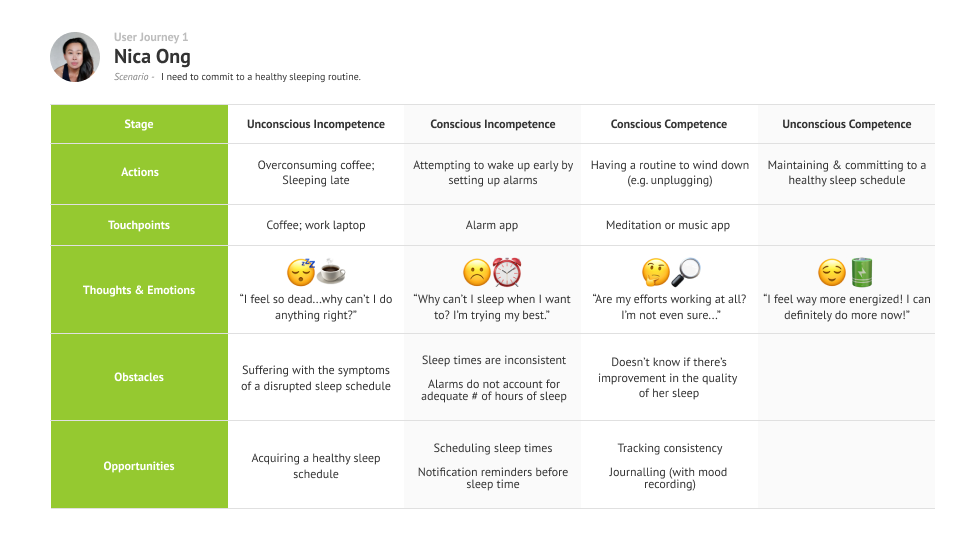 User Journey 1
Nica Ong
Scenario - I need to commit to a healthy sleeping routine.
Stage
Unconscious Incompetence
Conscious Incompetence
Conscious Competence
Unconscious Competence
Actions
Overconsuming coffee;
Sleeping late
Attempting to wake up early by
setting up alarms
Having a routine to wind down
(e.g. unplugging)
Maintaining & committing to a
healthy sleep schedule
Touchpoints
Coffee; work laptop
Alarm app
Meditation or music app
Thoughts & Emotions
“I feel so dead...why can’t I do
anything right?”
“Why can’t I sleep when I want
to? I’m trying my best.”
“Are my efforts working at all?
I’m not even sure...”
“I feel way more energized! I can
definitely do more now!”
Obstacles
Suffering with the symptoms
of a disrupted sleep schedule
Sleep times are inconsistent
Alarms do not account for
adequate # of hours of sleep
Doesn’t know if there’s
improvement in the quality
of her sleep
Opportunities
Acquiring a healthy sleep
schedule
Scheduling sleep times
Notification reminders before
sleep time
Tracking consistency
Journalling (with mood
recording)